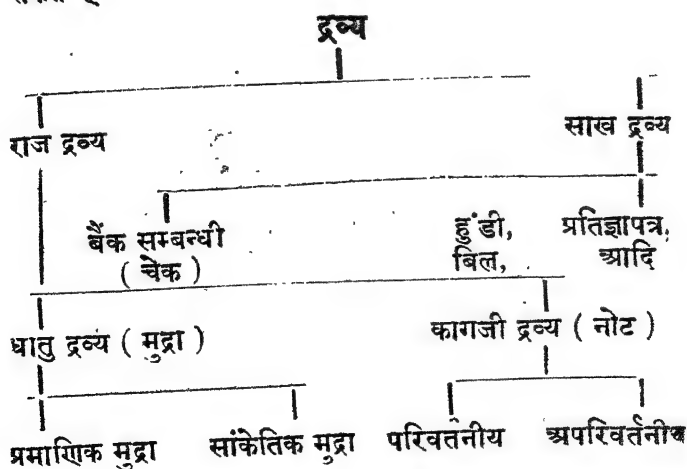 द्रव्य
राज द्रव्य
साख द्रव्य
बैंक सम्बन्धी
( चेक )
हुंडी,
बिल,
प्रतिज्ञापत्र,
आदि
धातु द्रव्य ( मुद्रा )
कागजी द्रव्य ( नोट )
प्रमाणिक मुद्रा सांकेतिक मुद्रा परिवर्तनीय अपरिवर्तनीय